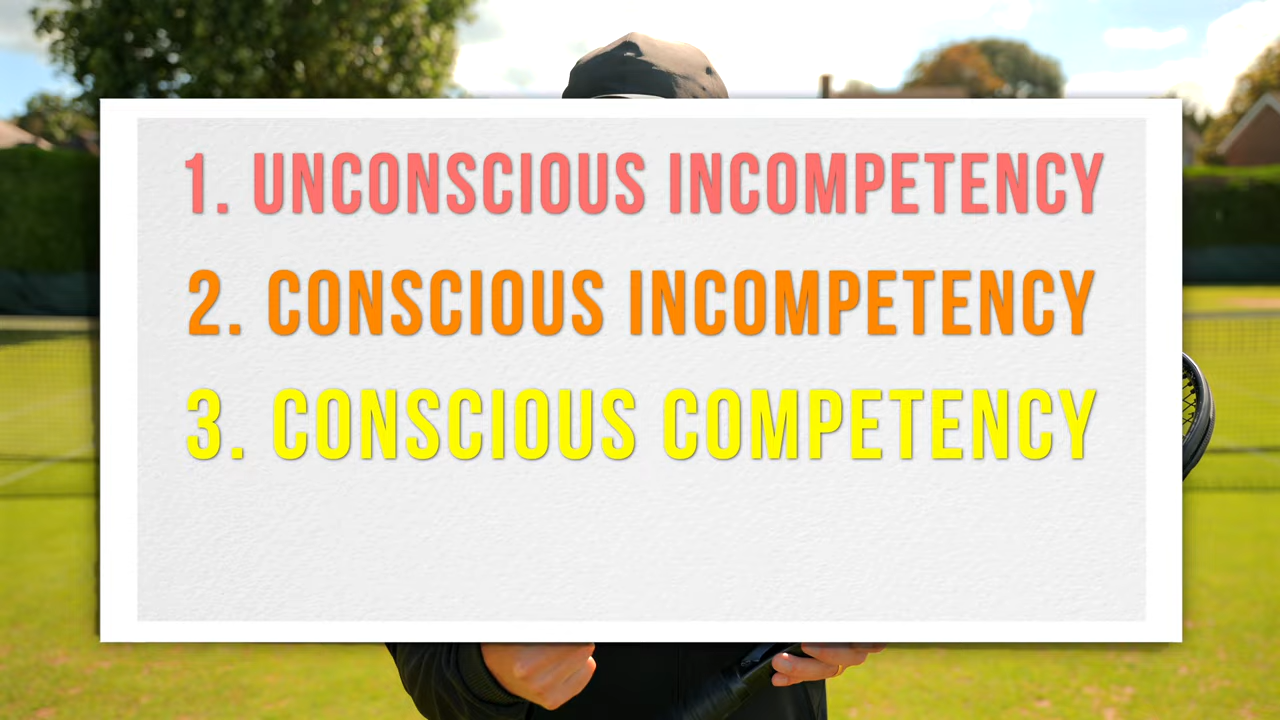 1. UNCONSCIOUS INCOMPETENCY
2. CONSCIOUS INCOMPETENCY
3. CONSCIOUS COMPETENCY